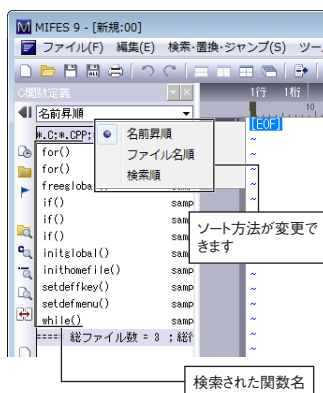 MIFES 9 - [新規:00]
ファイル(F) 編集(E) 検索・置換・ジャンプ(S) ツー
C関数定義
1行 1桁
名前昇順
10
[EOF]
*.C;*.CPP;
名前昇順
ファイル名順
検索順
for()
for()
freeglobal() samp
if() samp
if() samp
if() samp
initglobal() samp
inithomefile() samp
setdeffkey() samp
setdefmenu() samp
while() samp
===== 総ファイル数 = 3 ;総行
ソート方法が変更で
きます
検索された関数名